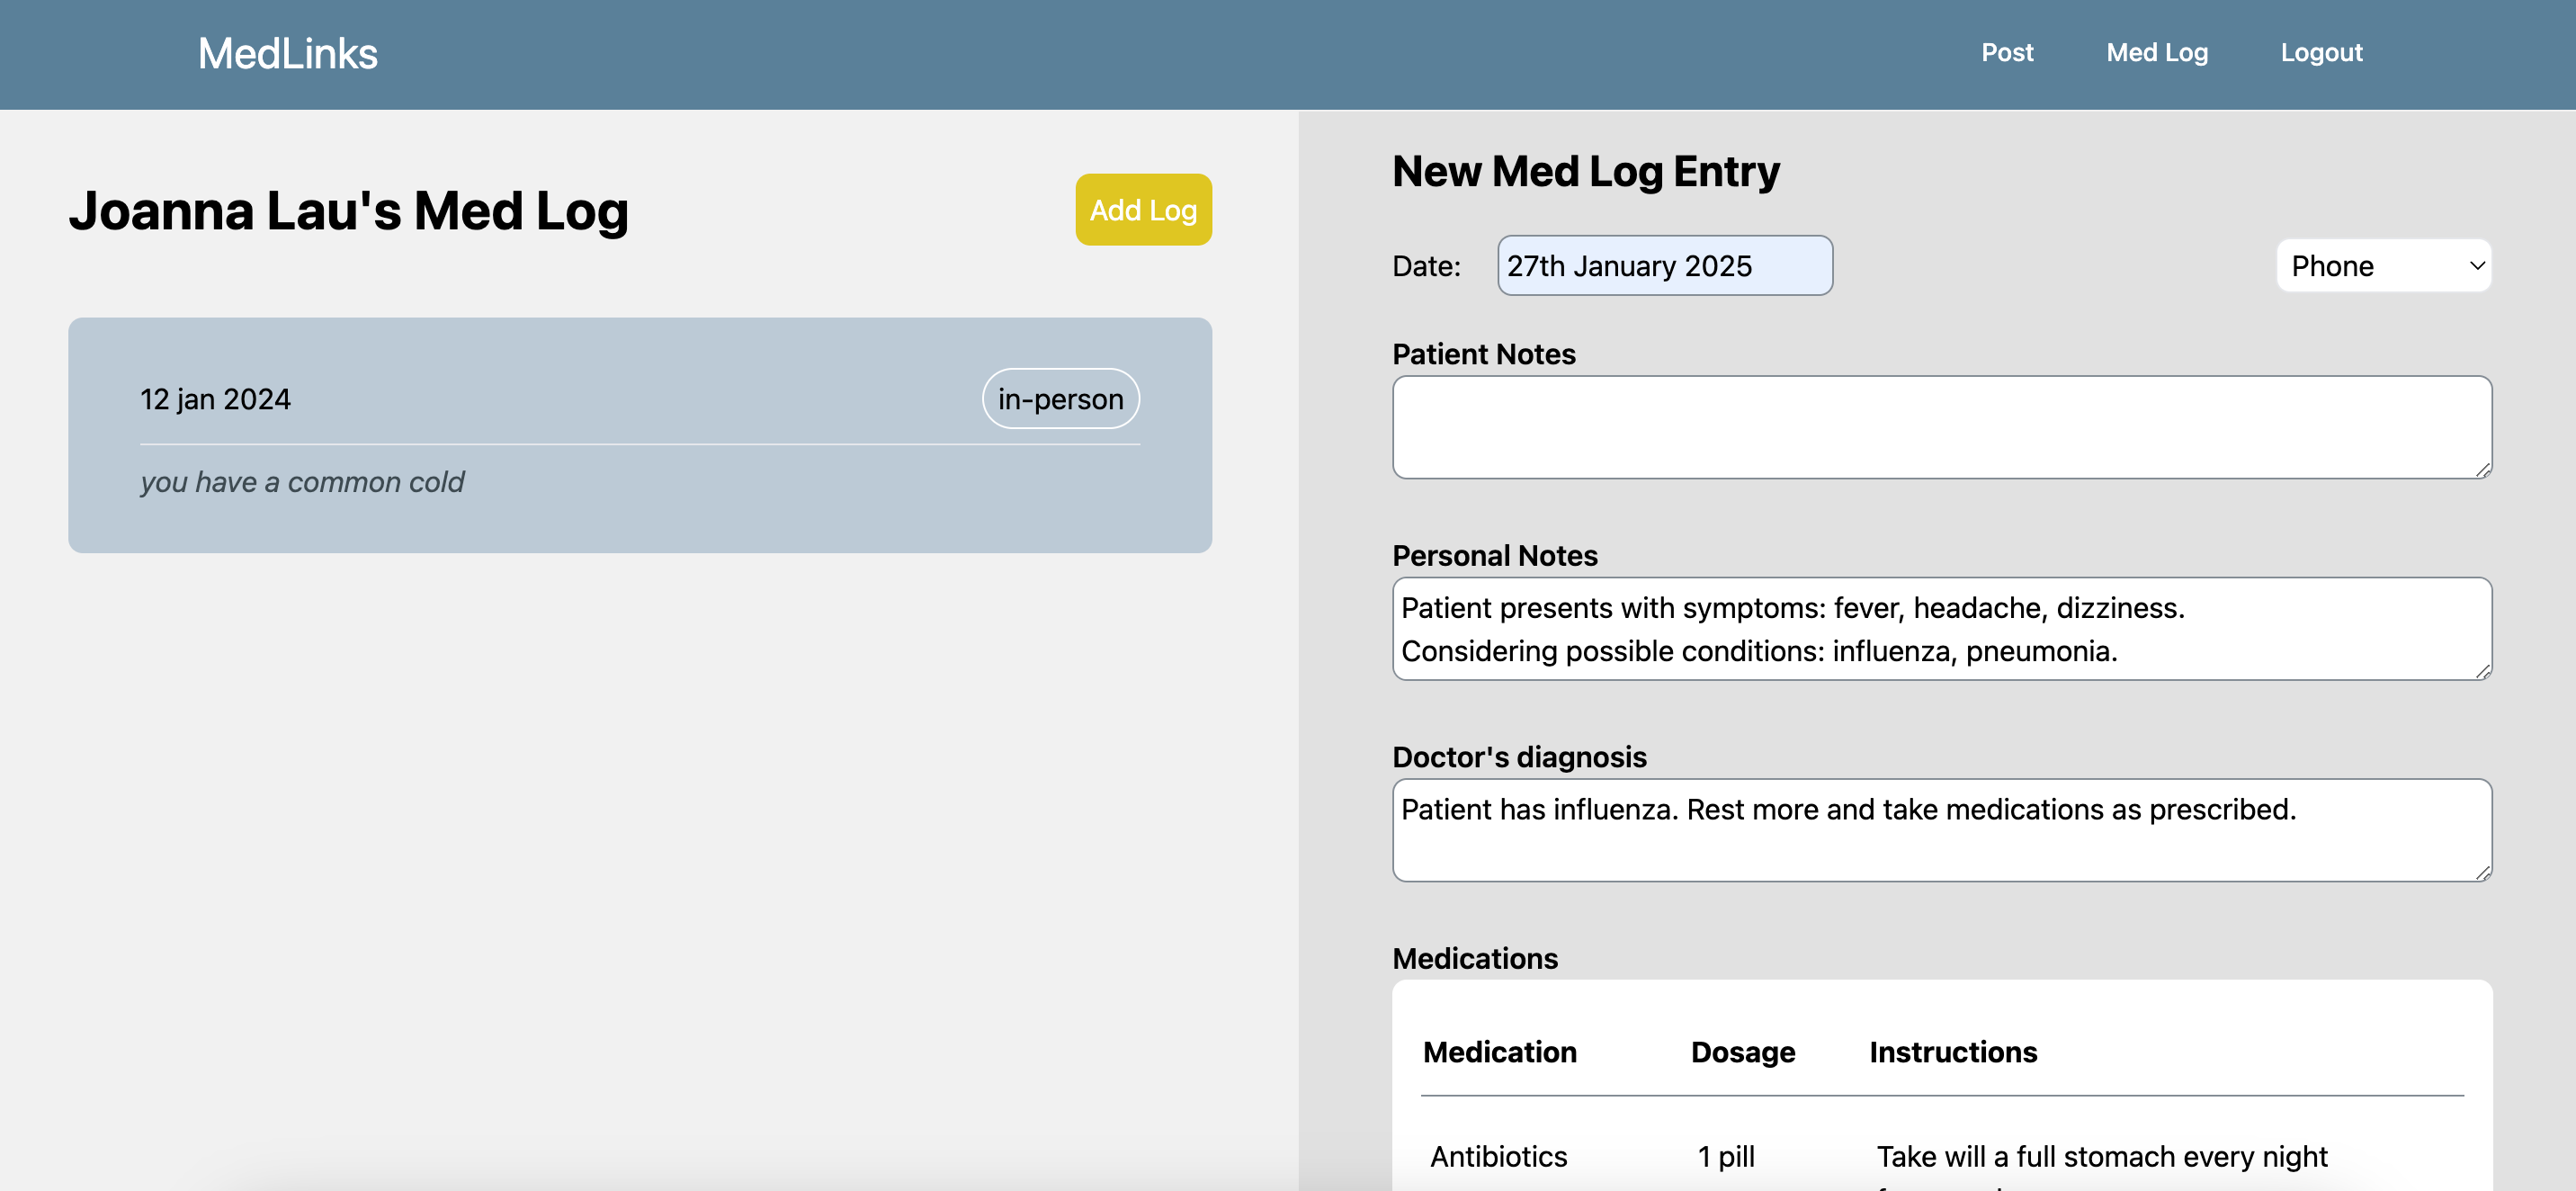 MedLinks
Post
Med Log
Logout
Joanna Lau's Med Log
Add Log
12 jan 2024
in-person
you have a common cold
New Med Log Entry
Date:
27th January 2025
Phone
Patient Notes
Personal Notes
Patient presents with symptoms: fever, headache, dizziness.
Considering possible conditions: influenza, pneumonia.
Doctor's diagnosis
Patient has influenza. Rest more and take medications as prescribed.
Medications
Medication Dosage Instructions
Antibiotics 1 pill Take will a full stomach every night